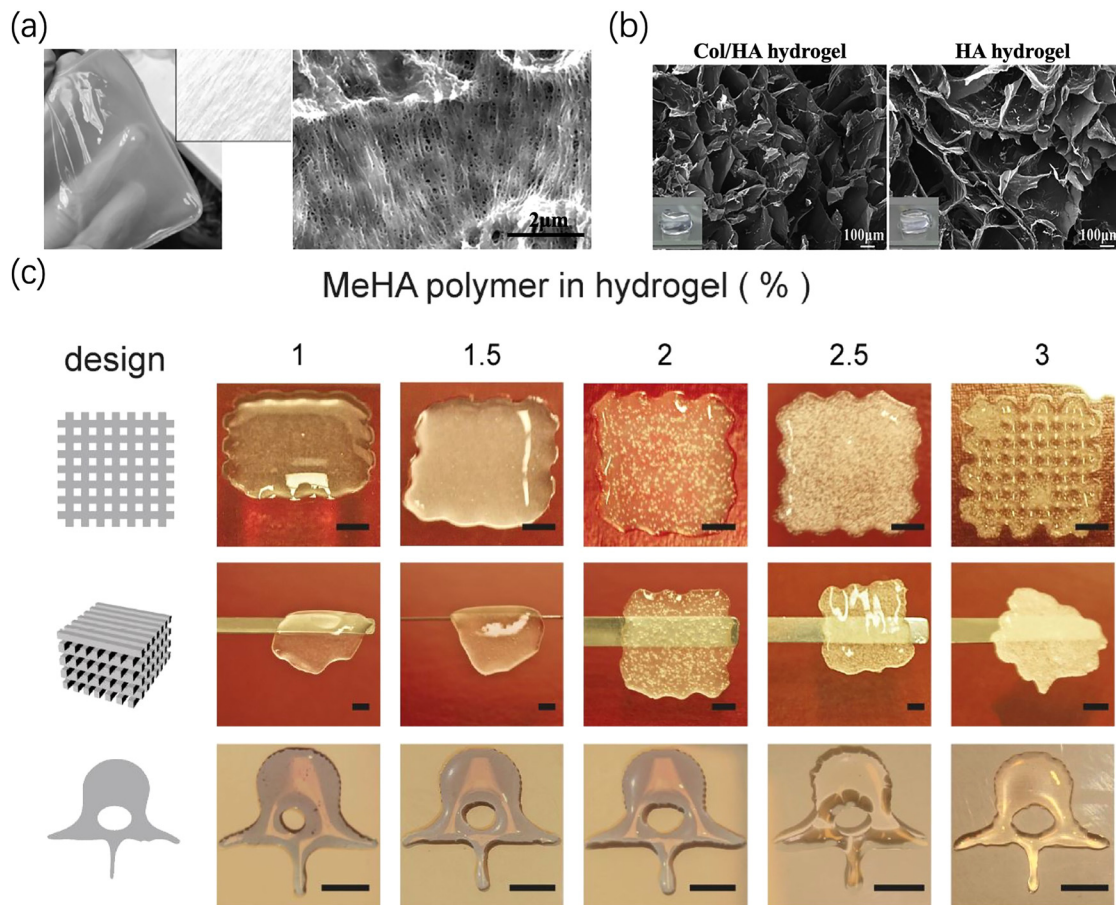 (a)
2μm
(b)
Col/HA hydrogel
HA hydrogel
100μm
100μm
(c)
MeHA polymer in hydrogel ( % )
design
1
1.5
2
2.5
3